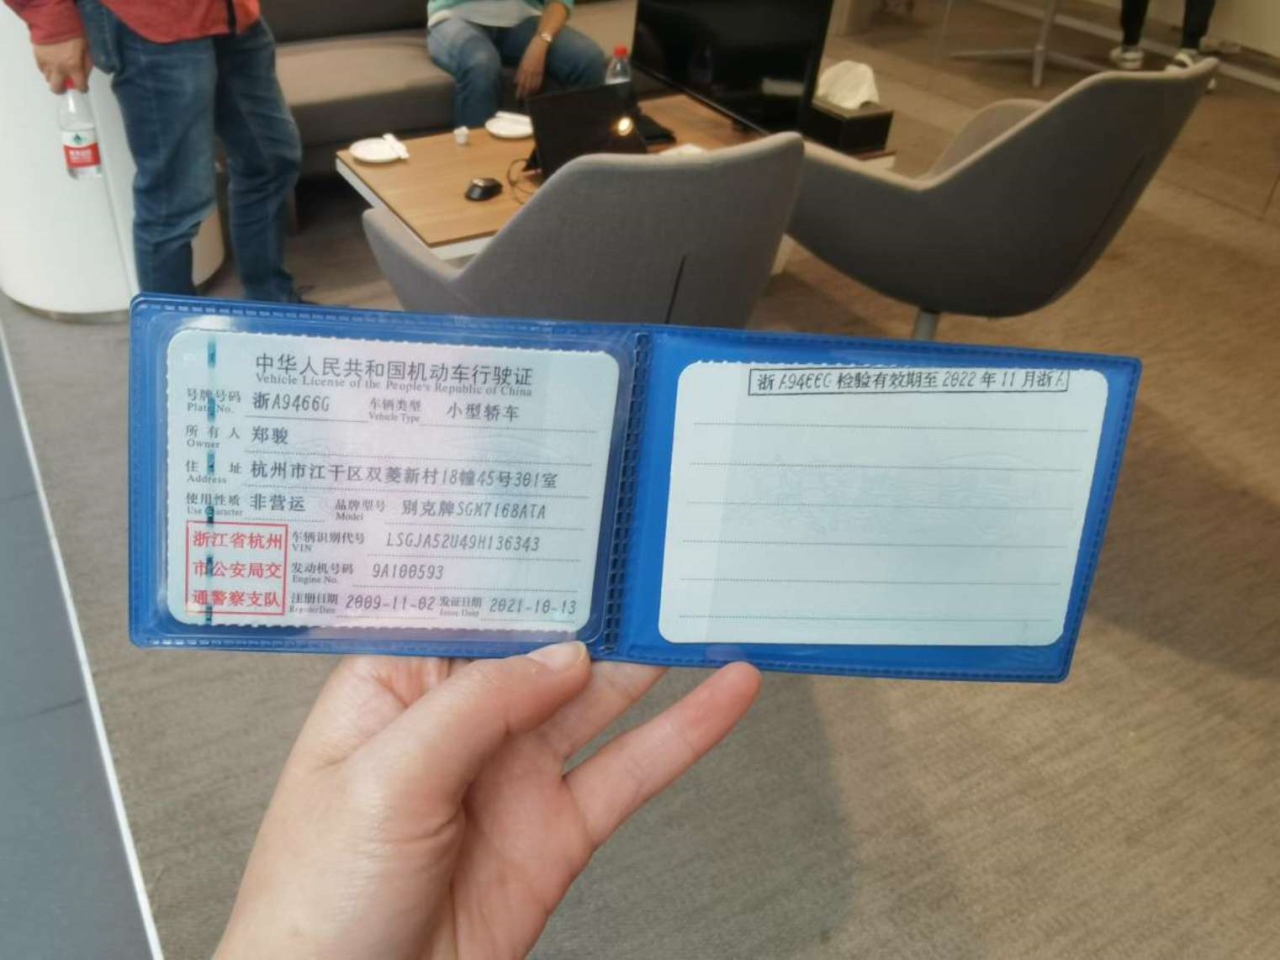 中华人民共和国机动车行驶证
Vehicle License of the People's Republic of China
号牌号码 浙A9466G 车辆类型 小型轿车
Plate No. Vehicle Type
所有人 郑骏
Owner
住址 杭州市江干区双菱新村18幢45号301室
Address
使用性质 非营运 品牌型号 别克牌SGM7168ATA
Use Character Model
浙江省杭州 车辆识别代号 LSGJA52U49H136343
VIN
市公安局交 发动机号码 9A100593
Engine No.
通警察支队 注册日期 2009-11-02 发证日期 2021-10-13
Register Date Issue Date
浙A9466G 检验有效期至 2022 年 11 月浙A